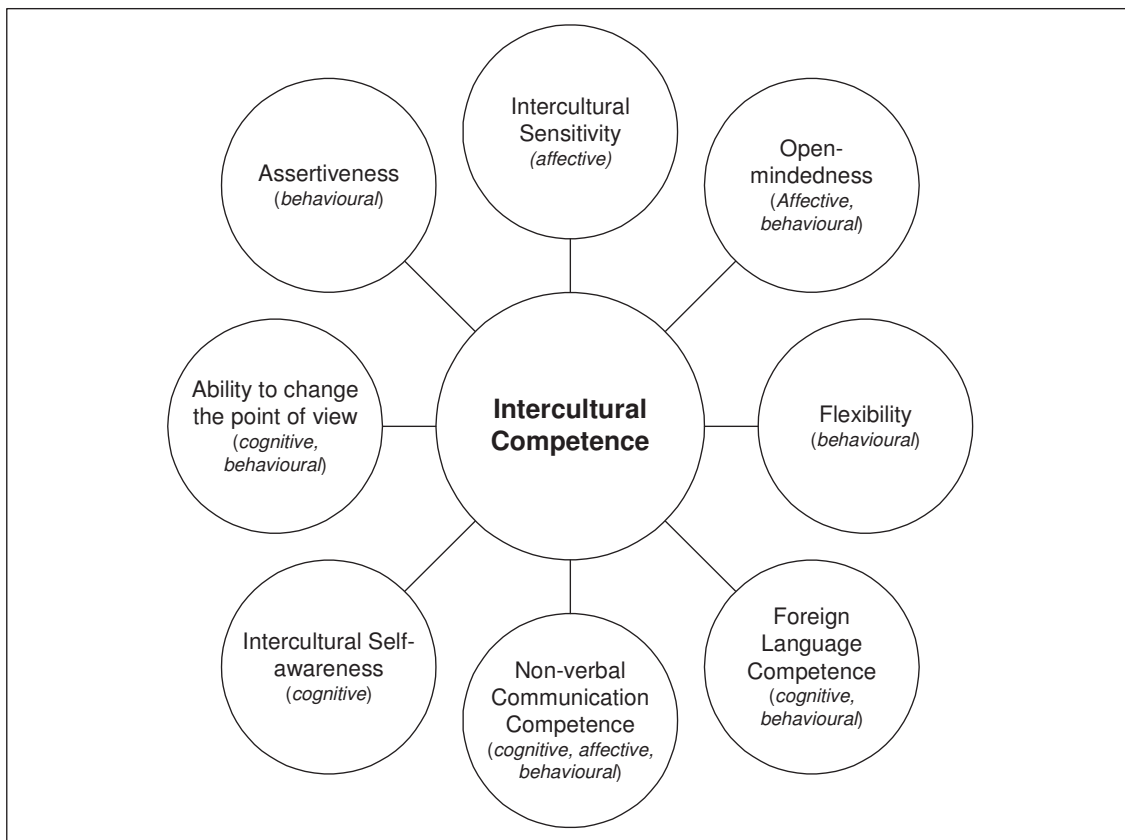 Intercultural
Sensitivity
(affective)
Open-
mindedness
(Affective,
behavioural)
Flexibility
(behavioural)
Foreign
Language
Competence
(cognitive,
behavioural)
Non-verbal
Communication
Competence
(cognitive, affective,
behavioural)
Intercultural Self-
awareness
(cognitive)
Ability to change
the point of view
(cognitive,
behavioural)
Assertiveness
(behavioural)
Intercultural
Competence